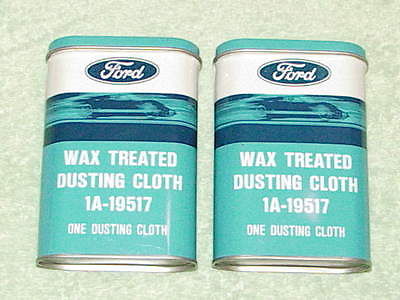 Ford
WAX TREATED
DUSTING CLOTH
1A-19517
ONE DUSTING CLOTH
Ford
WAX TREATED
DUSTING CLOTH
1A-19517
ONE DUSTING CLOTH